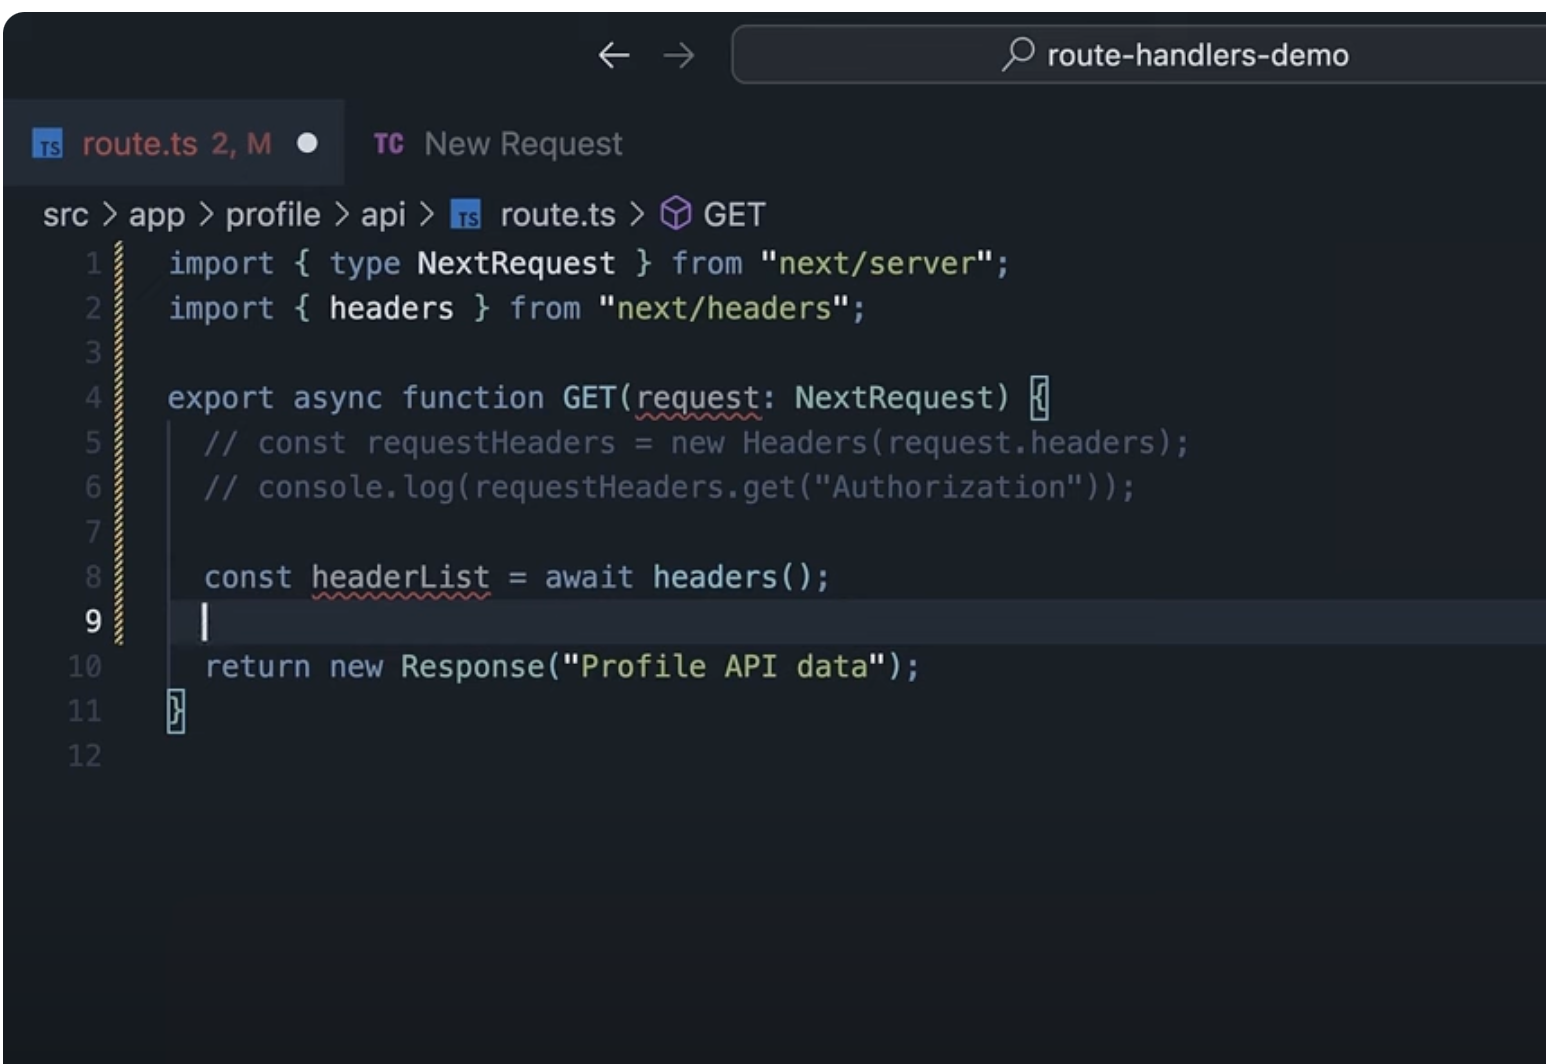 route-handlers-demo
TS route.ts 2, M TC New Request
src > app > profile > api > TS route.ts > GET
1 import { type NextRequest } from "next/server";
2 import { headers } from "next/headers";
3
4 export async function GET(request: NextRequest) {
5 // const requestHeaders = new Headers(request.headers);
6 // console.log(requestHeaders.get("Authorization"));
7
8 const headerList = await headers();
9
10 return new Response("Profile API data");
11 }
12